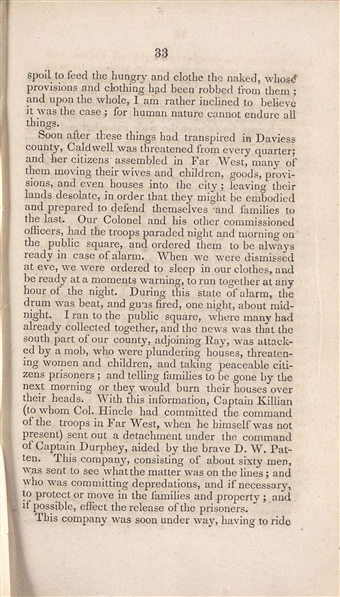 33
spoil to feed the hungry and clothe the naked, whose
provisions and clothing had been robbed from them ;
and upon the whole, I am rather inclined to believe
it was the case ; for human nature cannot endure all
things.
Soon after these things had transpired in Daviess
county, Caldwell was threatened from every quarter;
and her citizens assembled in Far West, many of
them moving their wives and children, goods, provi-
sions, and even houses into the city ; leaving their
lands desolate, in order that they might be embodied
and prepared to defend themselves and families to
the last. Our Colonel and his other commissioned
officers, had the troops paraded night and morning on
the public square, and ordered them to be always
ready in case of alarm. When we were dismissed
at eve, we were ordered to sleep in our clothes, and
be ready at a moments warning, to run together at any
hour of the night. During this state of alarm, the
drum was beat, and guns fired, one night, about mid-
night. I ran to the public square, where many had
already collected together, and the news was that the
south part of our county, adjoining Ray, was attack-
ed by a mob, who were plundering houses, threaten-
ing women and children, and taking peaceable citi-
zens prisoners ; and telling families to be gone by the
next morning or they would burn their houses over
their heads. With this information, Captain Killian
(to whom Col. Hincle had committed the command
of the troops in Far West, when he himself was not
present) sent out a detachment under the command
of Captain Durphey, aided by the brave D. W. Pat-
ten. This company, consisting of about sixty men,
was sent to see what the matter was on the lines ; and
who was committing depredations, and if necessary,
to protect or move in the families and property ; and
if possible, effect the release of the prisoners.
This company was soon under way, having to ride